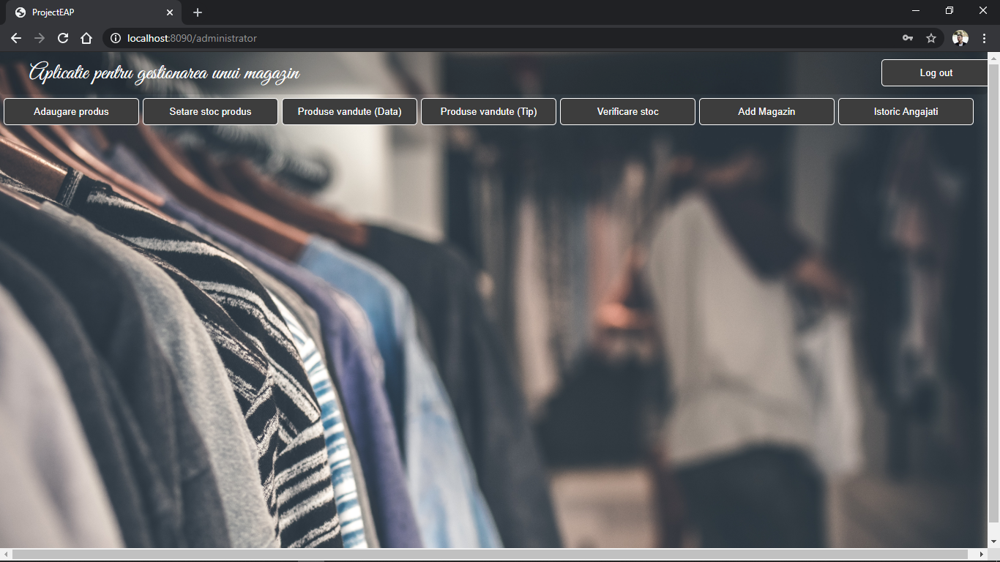 ProjectEAP
localhost:8090/administrator
Aplicatie pentru gestionarea unui magazin
Log out
Adaugare produs
Setare stoc produs
Produse vandute (Data)
Produse vandute (Tip)
Verificare stoc
Add Magazin
Istoric Angajati